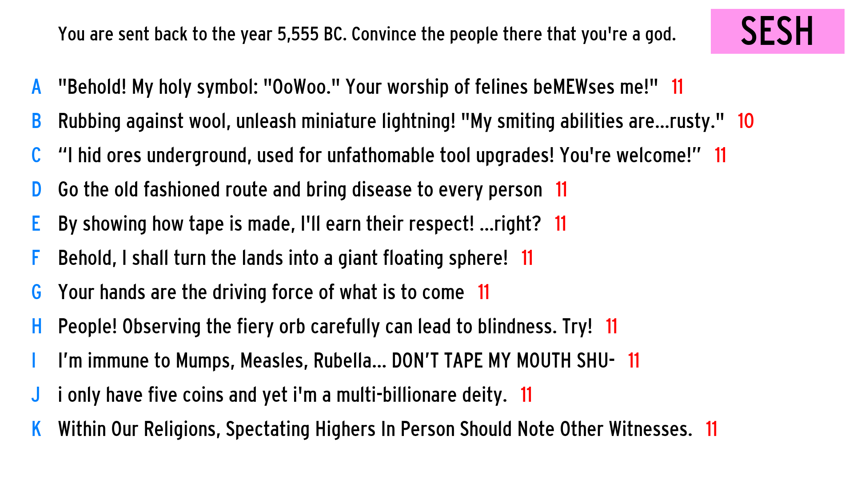 You are sent back to the year 5,555 BC. Convince the people there that you're a god.
SESH
A "Behold! My holy symbol: "OoWoo." Your worship of felines beMEWses me!" 11
B Rubbing against wool, unleash miniature lightning! "My smiting abilities are...rusty." 10
C “I hid ores underground, used for unfathomable tool upgrades! You're welcome!” 11
D Go the old fashioned route and bring disease to every person 11
E By showing how tape is made, I'll earn their respect! ...right? 11
F Behold, I shall turn the lands into a giant floating sphere! 11
G Your hands are the driving force of what is to come 11
H People! Observing the fiery orb carefully can lead to blindness. Try! 11
I I’m immune to Mumps, Measles, Rubella... DON’T TAPE MY MOUTH SHU- 11
J i only have five coins and yet i'm a multi-billionare deity. 11
K Within Our Religions, Spectating Highers In Person Should Note Other Witnesses. 11